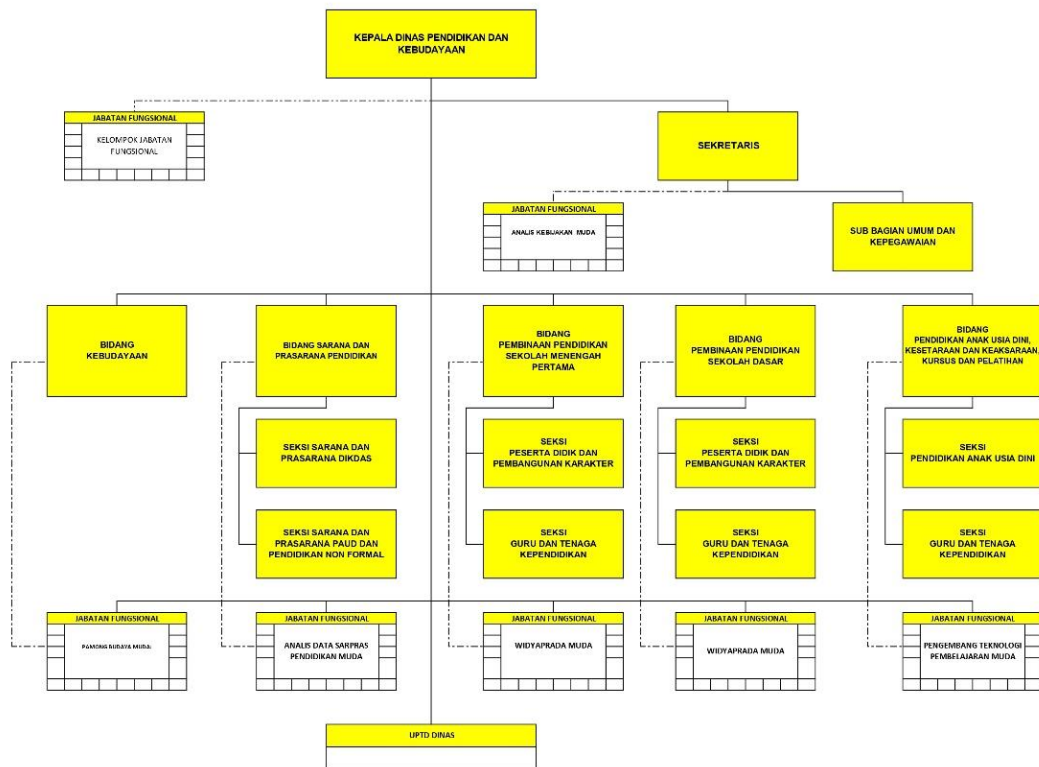 KEPALA DINAS PENDIDIKAN DAN
KEBUDAYAAN
JABATAN FUNGSIONAL
KELOMPOK JABATAN
FUNGSIONAL
SEKRETARIS
JABATAN FUNGSIONAL
ANALIS KEBIJAKAN MUDA
SUB BAGIAN UMUM DAN
KEPEGAWAIAN
BIDANG
KEBUDAYAAN
BIDANG SARANA DAN
PRASARANA PENDIDIKAN
BIDANG
PEMBINAAN PENDIDIKAN
SEKOLAH MENENGAH
PERTAMA
BIDANG
PEMBINAAN PENDIDIKAN
SEKOLAH DASAR
BIDANG
PENDIDIKAN ANAK USIA DINI,
KESETARAAN DAN KEAKSARAAN,
KURSUS DAN PELATIHAN
SEKSI SARANA DAN
PRASARANA DIKDAS
SEKSI
PESERTA DIDIK DAN
PEMBANGUNAN KARAKTER
SEKSI
PESERTA DIDIK DAN
PEMBANGUNAN KARAKTER
SEKSI
PENDIDIKAN ANAK USIA DINI
SEKSI SARANA DAN
PRASARANA PAUD DAN
PENDIDIKAN NON FORMAL
SEKSI
GURU DAN TENAGA
KEPENDIDIKAN
SEKSI
GURU DAN TENAGA
KEPENDIDIKAN
SEKSI
GURU DAN TENAGA
KEPENDIDIKAN
JABATAN FUNGSIONAL
PAMONG BUDAYA MUDA
JABATAN FUNGSIONAL
ANALIS DATA SARPRAS
PENDIDIKAN MUDA
JABATAN FUNGSIONAL
WIDYAPRADA MUDA
JABATAN FUNGSIONAL
WIDYAPRADA MUDA
JABATAN FUNGSIONAL
PENGEMBANG TEKNOLOGI
PEMBELAJARAN MUDA
UPTD DINAS